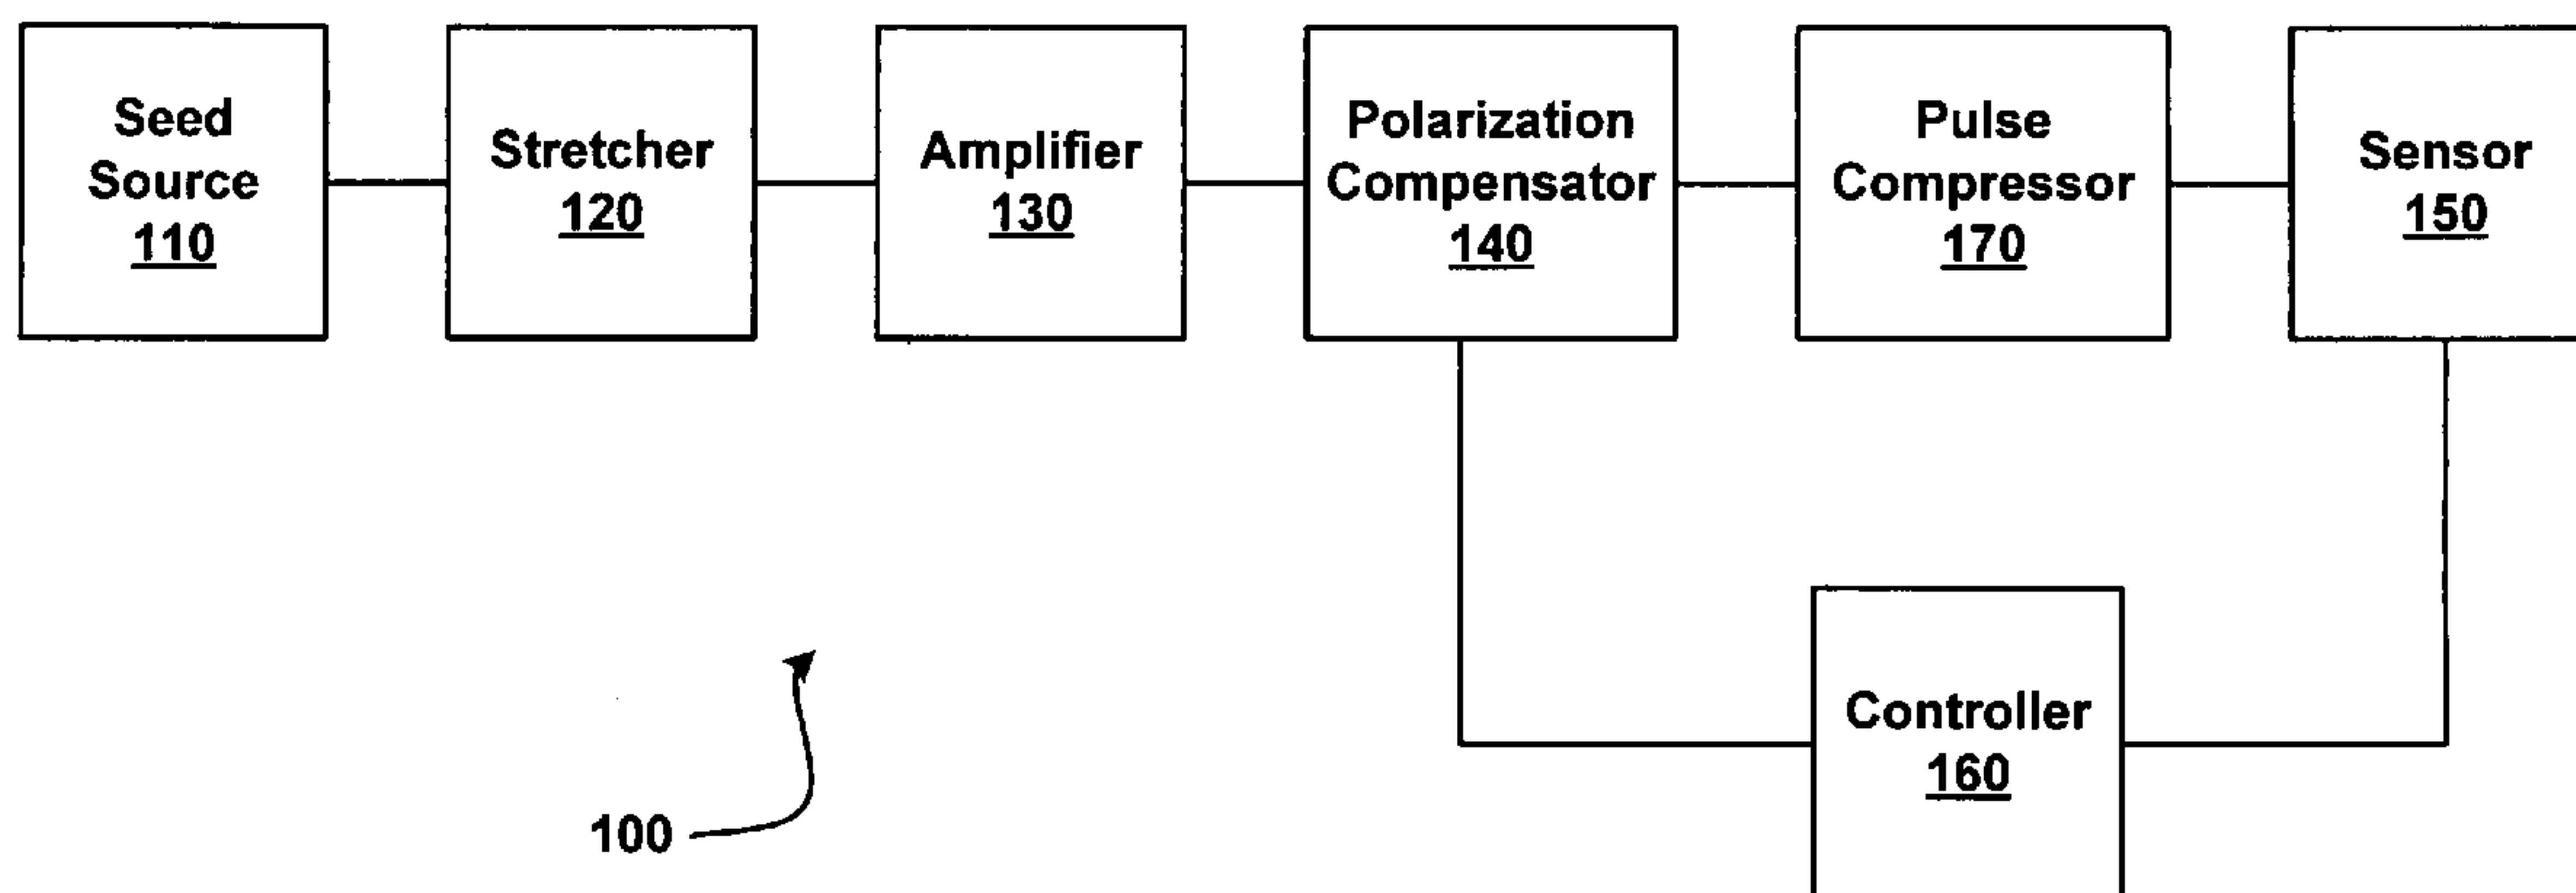 Seed
Source
110
Stretcher
120
Amplifier
130
Polarization
Compensator
140
Pulse
Compressor
170
Sensor
150
Controller
160
100